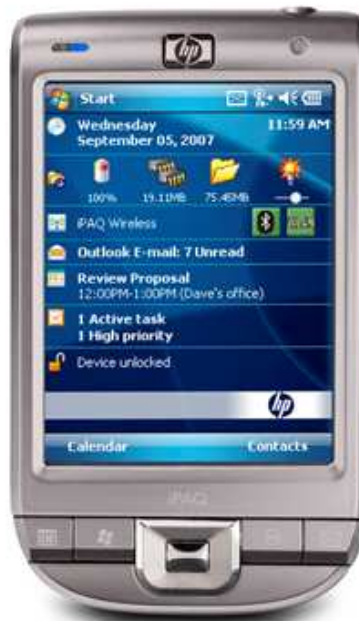 hp
Start
Wednesday 11:59 AM
September 05, 2007
100% 19.11MB 75.45MB
iPAQ Wireless
Outlook E-mail: 7 Unread
Review Proposal
12:00PM-1:00PM (Dave's office)
1 Active task
1 High priority
Device unlocked
hp
Calendar Contacts
iPAQ